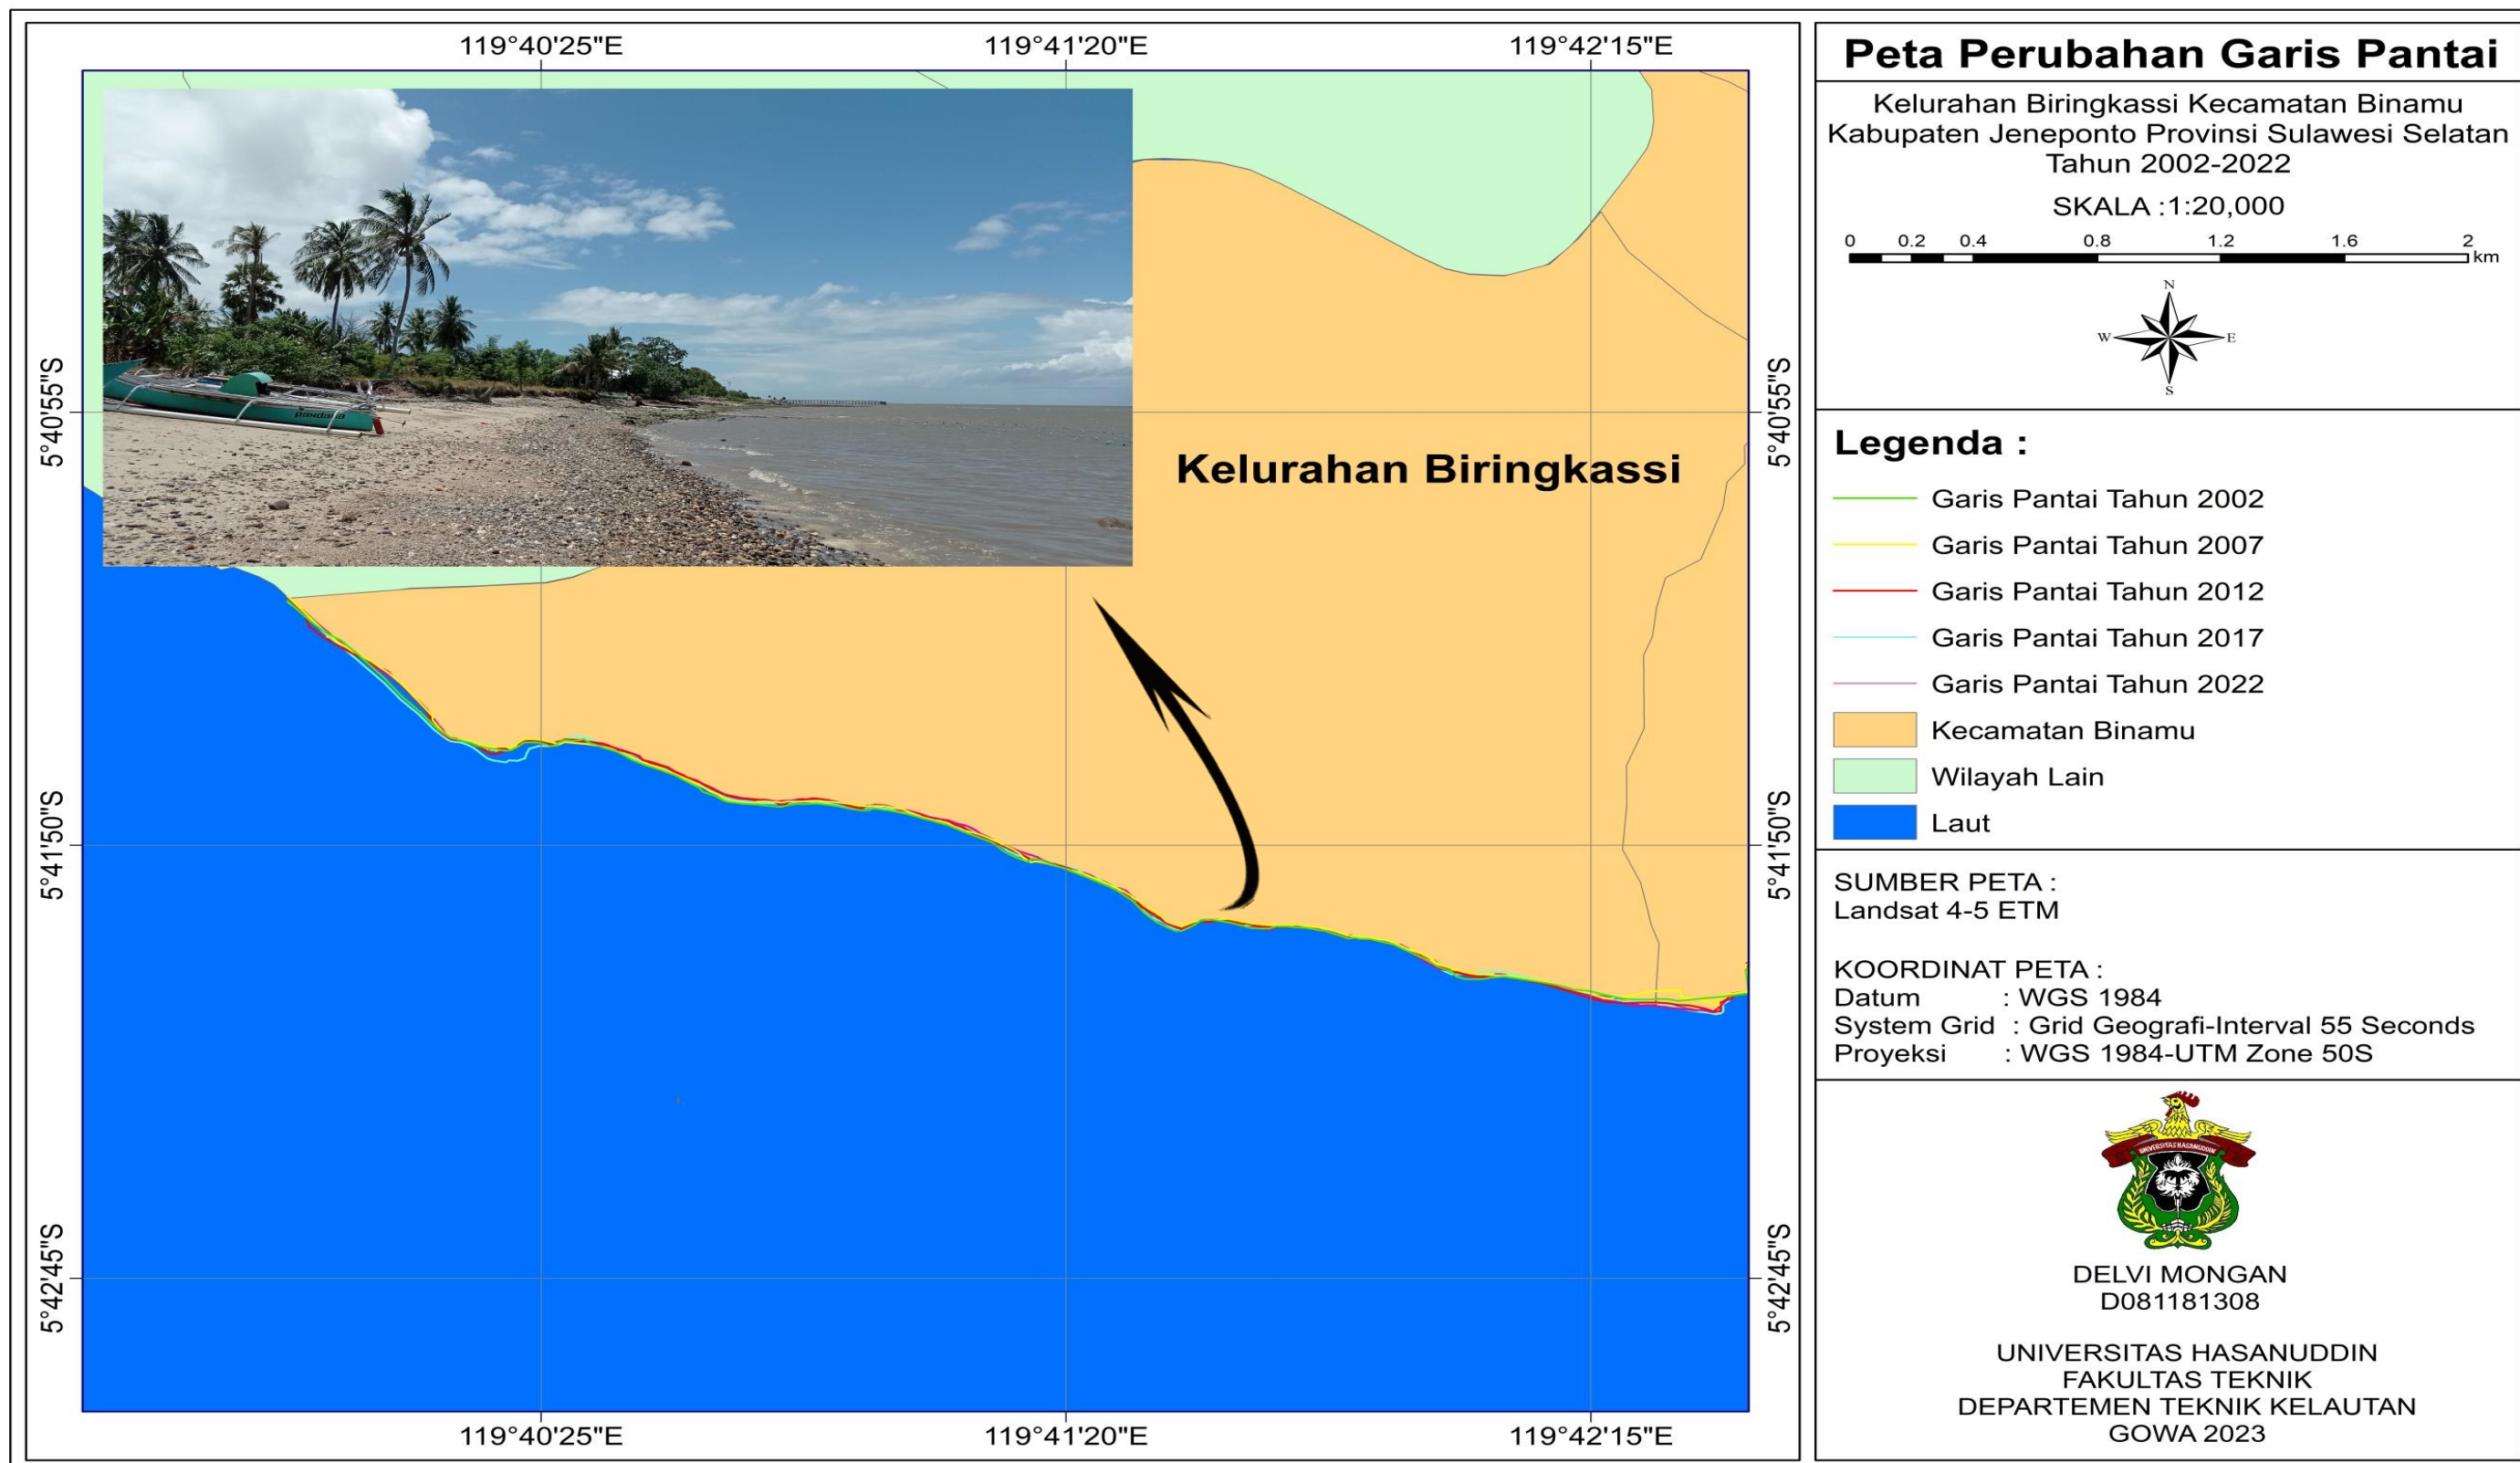 119°40'25"E
119°41'20"E
119°42'15"E
5°40'55"S
5°41'50"S
5°42'45"S
pandawa
Kelurahan Biringkassi
5°40'55"S
5°41'50"S
5°42'45"S
119°40'25"E
119°41'20"E
119°42'15"E
Peta Perubahan Garis Pantai
Kelurahan Biringkassi Kecamatan Binamu
Kabupaten Jeneponto Provinsi Sulawesi Selatan
Tahun 2002-2022
SKALA :1:20,000
0 0.2 0.4 0.8 1.2 1.6 2
km
N
W E
S
Legenda :
Garis Pantai Tahun 2002
Garis Pantai Tahun 2007
Garis Pantai Tahun 2012
Garis Pantai Tahun 2017
Garis Pantai Tahun 2022
Kecamatan Binamu
Wilayah Lain
Laut
SUMBER PETA :
Landsat 4-5 ETM
KOORDINAT PETA :
Datum : WGS 1984
System Grid : Grid Geografi-Interval 55 Seconds
Proyeksi : WGS 1984-UTM Zone 50S
UNIVERSITAS HASANUDDIN
DELVI MONGAN
D081181308
UNIVERSITAS HASANUDDIN
FAKULTAS TEKNIK
DEPARTEMEN TEKNIK KELAUTAN
GOWA 2023